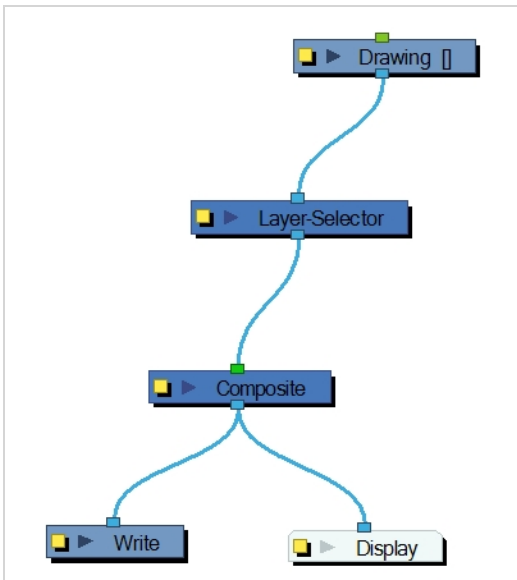 Drawing []
Layer-Selector
Composite
Write
Display